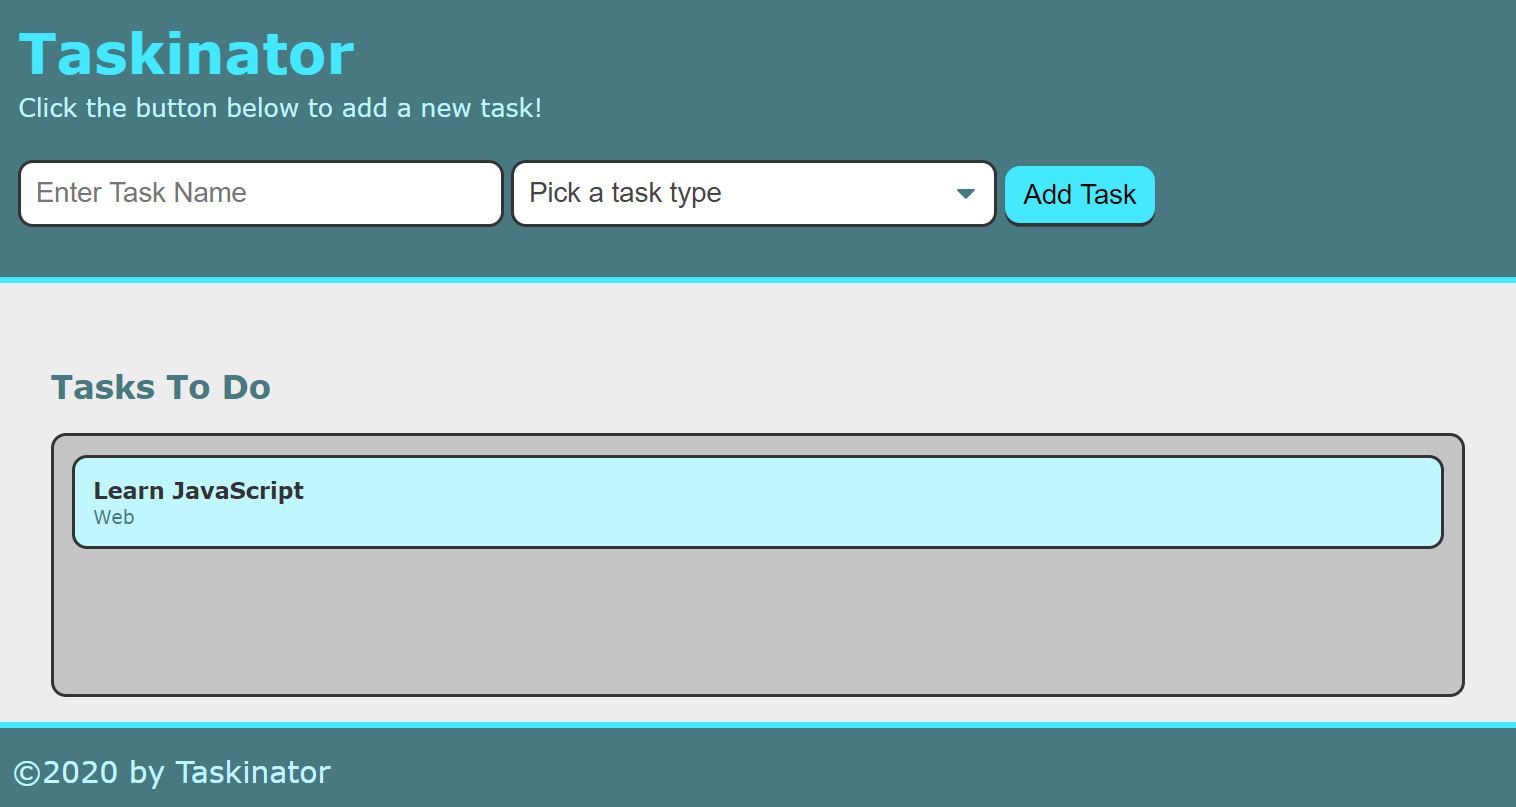 Taskinator
Click the button below to add a new task!
Enter Task Name
Pick a task type
Add Task
Tasks To Do
Learn JavaScript
Web
©2020 by Taskinator